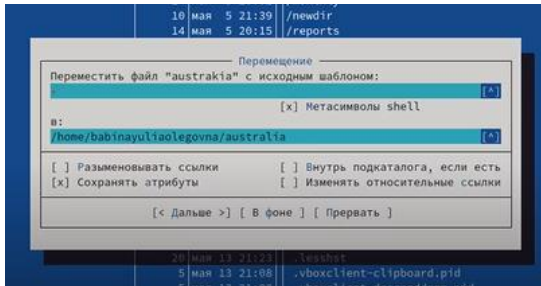 10 мая 5 21:39 /newdir
14 мая 5 20:15 /reports
Перемещение
Переместить файл "austrakia" с исходным шаблоном:
[^]
[x] Метасимволы shell
в:
/home/babinayuliaolegovna/australia [^]
[ ] Разыменовывать ссылки [ ] Внутрь подкаталога, если есть
[x] Сохранять атрибуты [ ] Изменять относительные ссылки
[< Дальше >] [ В фоне ] [ Прервать ]
20 мая 13 21:23 .lesshst
5 мая 13 21:08 .vboxclient-clipboard.pid